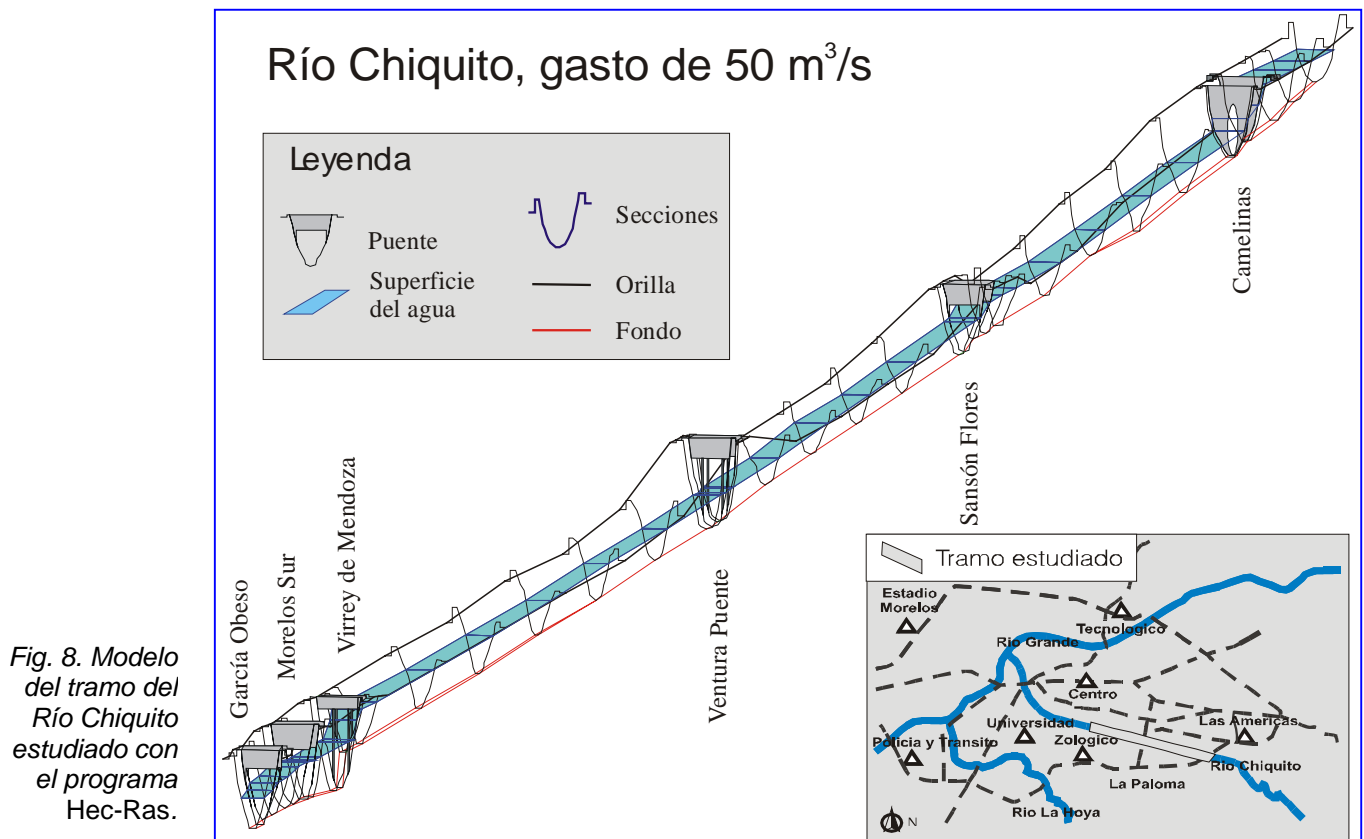 Río Chiquito, gasto de 50 m³/s
Leyenda
Puente
Superficie
del agua
Secciones
Orilla
Fondo
García Obeso
Morelos Sur
Virrey de Mendoza
Ventura Puente
Sansón Flores
Camelinas
Tramo estudiado
Estadio
Morelos
Tecnologico
Rio Grande
Centro
Universidad
Las Americas
Policia y Transito
Zologico
Rio Chiquito
La Paloma
Rio La Hoya
N
Fig. 8. Modelo
del tramo del
Río Chiquito
estudiado con
el programa
Hec-Ras.